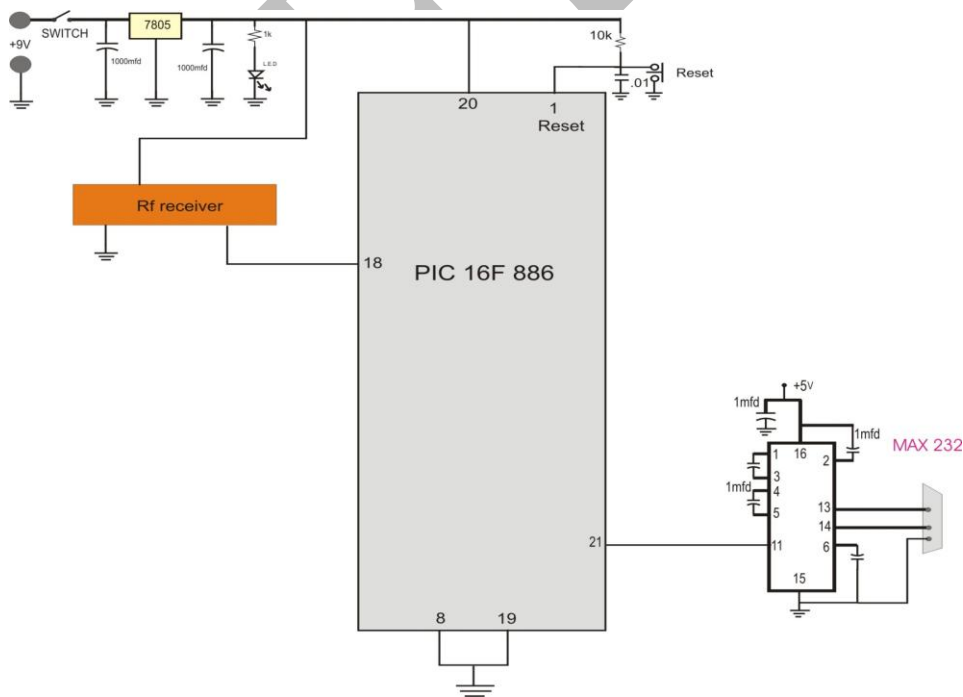 +9V
SWITCH
7805
1000mfd
1000mfd
1k
L.E.D
10k
.01
Reset
20
1
Reset
Rf receiver
18
PIC 16F 886
21
8
19
+5V
1mfd
1mfd
MAX 232
1
16
2
3
1mfd
4
5
13
14
11
6
15